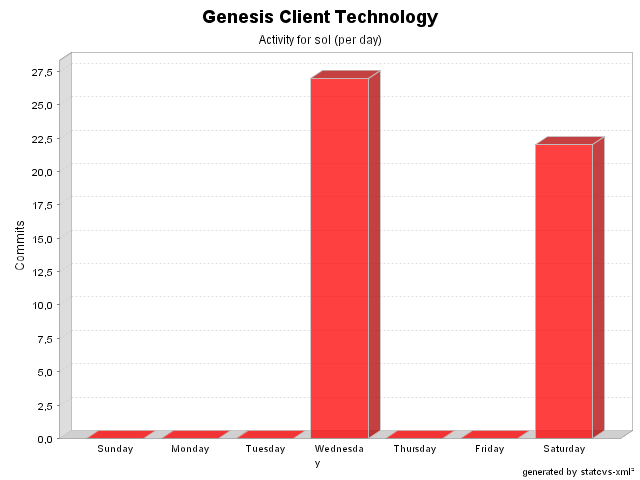 Genesis Client Technology
Activity for sol (per day)
Commits
27,5
25,0
22,5
20,0
17,5
15,0
12,5
10,0
7,5
5,0
2,5
0,0
Sunday Monday Tuesday Wednesda Thursday Friday Saturday
y
generated by statcvs-xml²